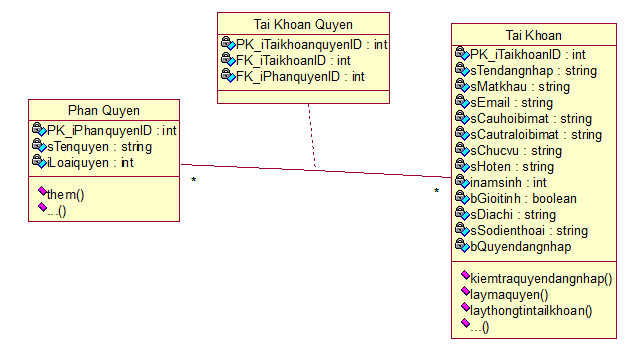 Tai Khoan Quyen
PK_iTaikhoanquyenID : int
FK_iTaikhoanID : int
FK_iPhanquyenID : int
Phan Quyen
PK_iPhanquyenID : int
sTenquyen : string
iLoaiquyen : int
them()
...()
*
*
Tai Khoan
PK_iTaikhoanID : int
sTendangnhap : string
sMatkhau : string
sEmail : string
sCauhoibimat : string
sCautraloibimat : string
sChucvu : string
sHoten : string
inamsinh : int
bGioitinh : boolean
sDiachi : string
sSodienthoai : string
bQuyendangnhap
kiemtraquyendangnhap()
laymaquyen()
laythongtintailkhoan()
...()